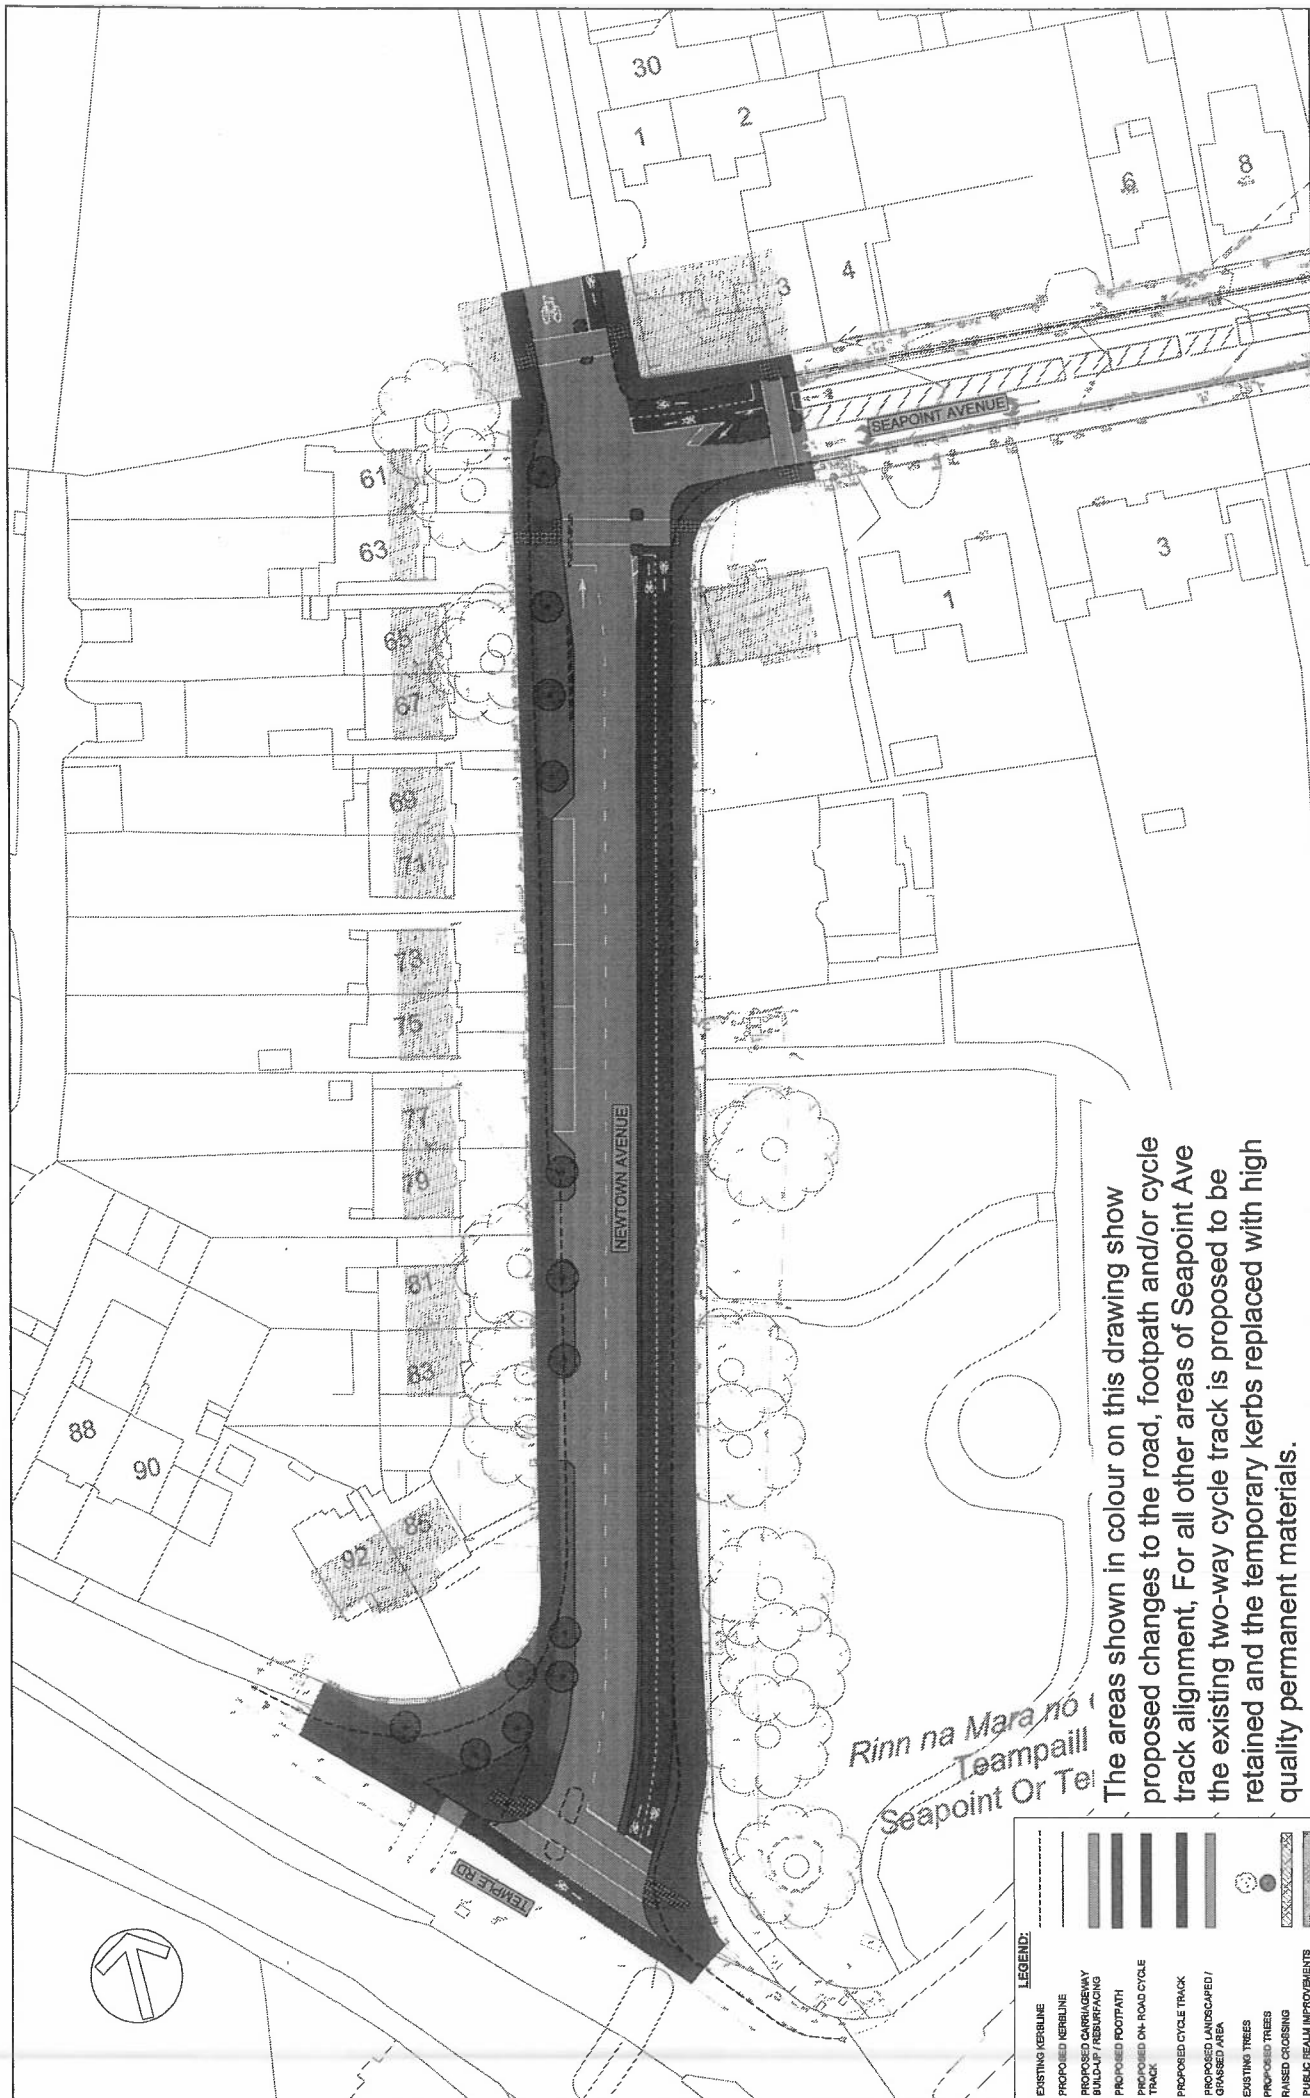 30
1
2
3
4
6
8
SEAPOINT AVENUE
61
63
65
67
69
71
73
75
77
79
81
83
85
92
88
90
1
3
NEWTOWN AVENUE
TEMPLE RD
Rinn na Mara nó
Teampaill
Seapoint Or
The areas shown in colour on this drawing show
proposed changes to the road, footpath and/or cycle
track alignment, For all other areas of Seapoint Ave
the existing two-way cycle track is proposed to be
retained and the temporary kerbs replaced with high
quality permanent materials.
LEGEND:
EXISTING KERBLINE
PROPOSED KERBLINE
PROPOSED CARRIAGEWAY
BUILD-UP / RESURFACING
PROPOSED FOOTPATH
PROPOSED ON- ROAD CYCLE
TRACK
PROPOSED CYCLE TRACK
PROPOSED LANDSCAPED /
GRASSED AREA
EXISTING TREES
PROPOSED TREES
RAISED CROSSING
PUBLIC REALM IMPROVEMENTS